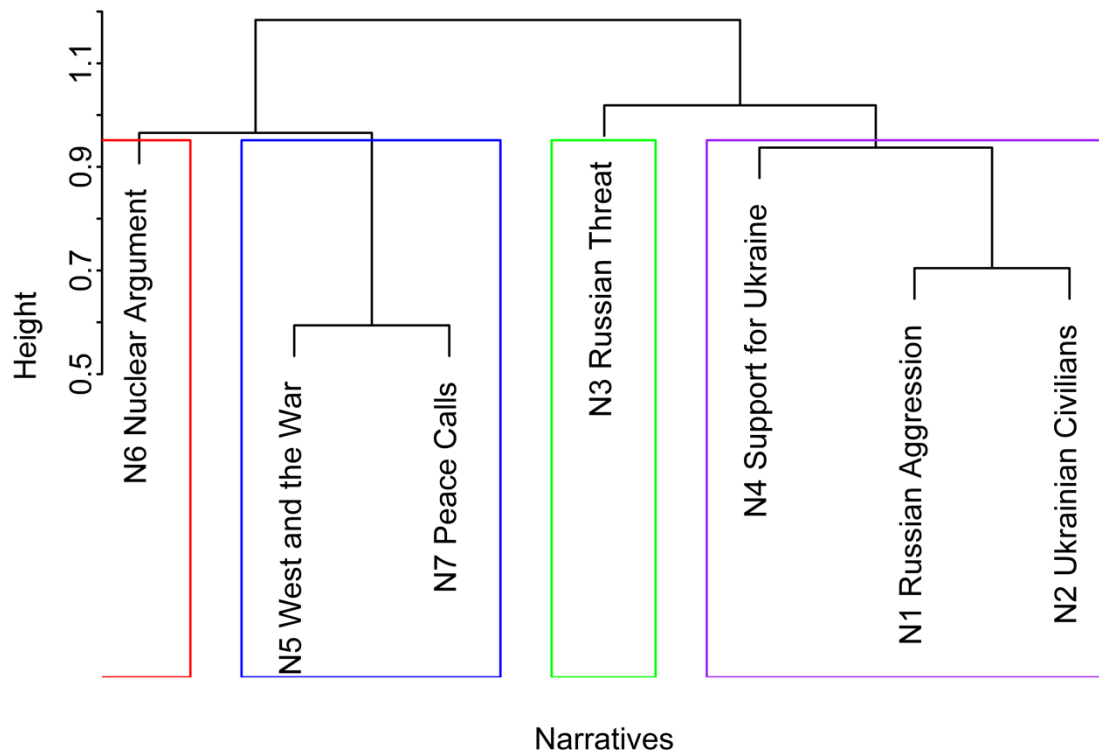 Height
1.1
0.9
0.7
0.5
N6 Nuclear Argument
N5 West and the War
N7 Peace Calls
N3 Russian Threat
N4 Support for Ukraine
N1 Russian Aggression
N2 Ukrainian Civilians
Narratives